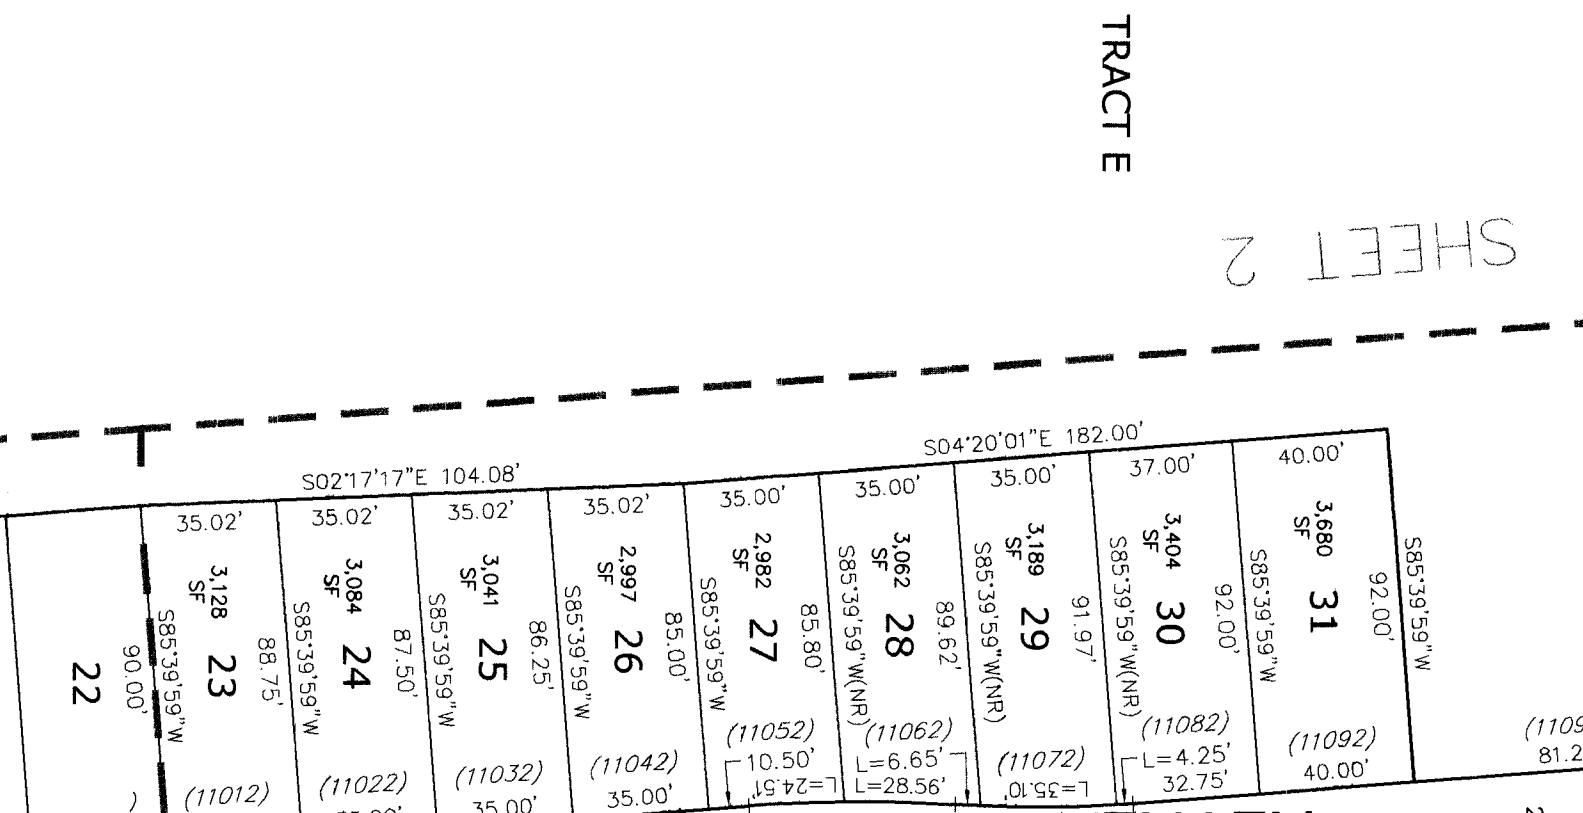 TRACT E
SHEET 2
S02°17'17"E 104.08'
S04°20'01"E 182.00'
35.02'
35.02'
35.02'
35.02'
35.00'
35.00'
35.00'
37.00'
40.00'
22
90.00'
)
S85°39'59"W
3,128
SF
23
88.75'
(11012)
S85°39'59"W
3,084
SF
24
87.50'
(11022)
S85°39'59"W
3,041
SF
25
86.25'
(11032)
35.00'
S85°39'59"W
2,997
SF
26
85.00'
(11042)
35.00'
S85°39'59"W
2,982
SF
27
85.80'
(11052)
10.50'
L=24.51'
S85°39'59"W(NR)
3,062
SF
28
89.62'
(11062)
L=6.65'
L=28.56'
S85°39'59"W(NR)
3,189
SF
29
91.97'
(11072)
L=35.10'
S85°39'59"W(NR)
3,404
SF
30
92.00'
(11082)
L=4.25'
32.75'
S85°39'59"W
3,680
SF
31
92.00'
(11092)
40.00'
S85°39'59"W
(1109
81.2